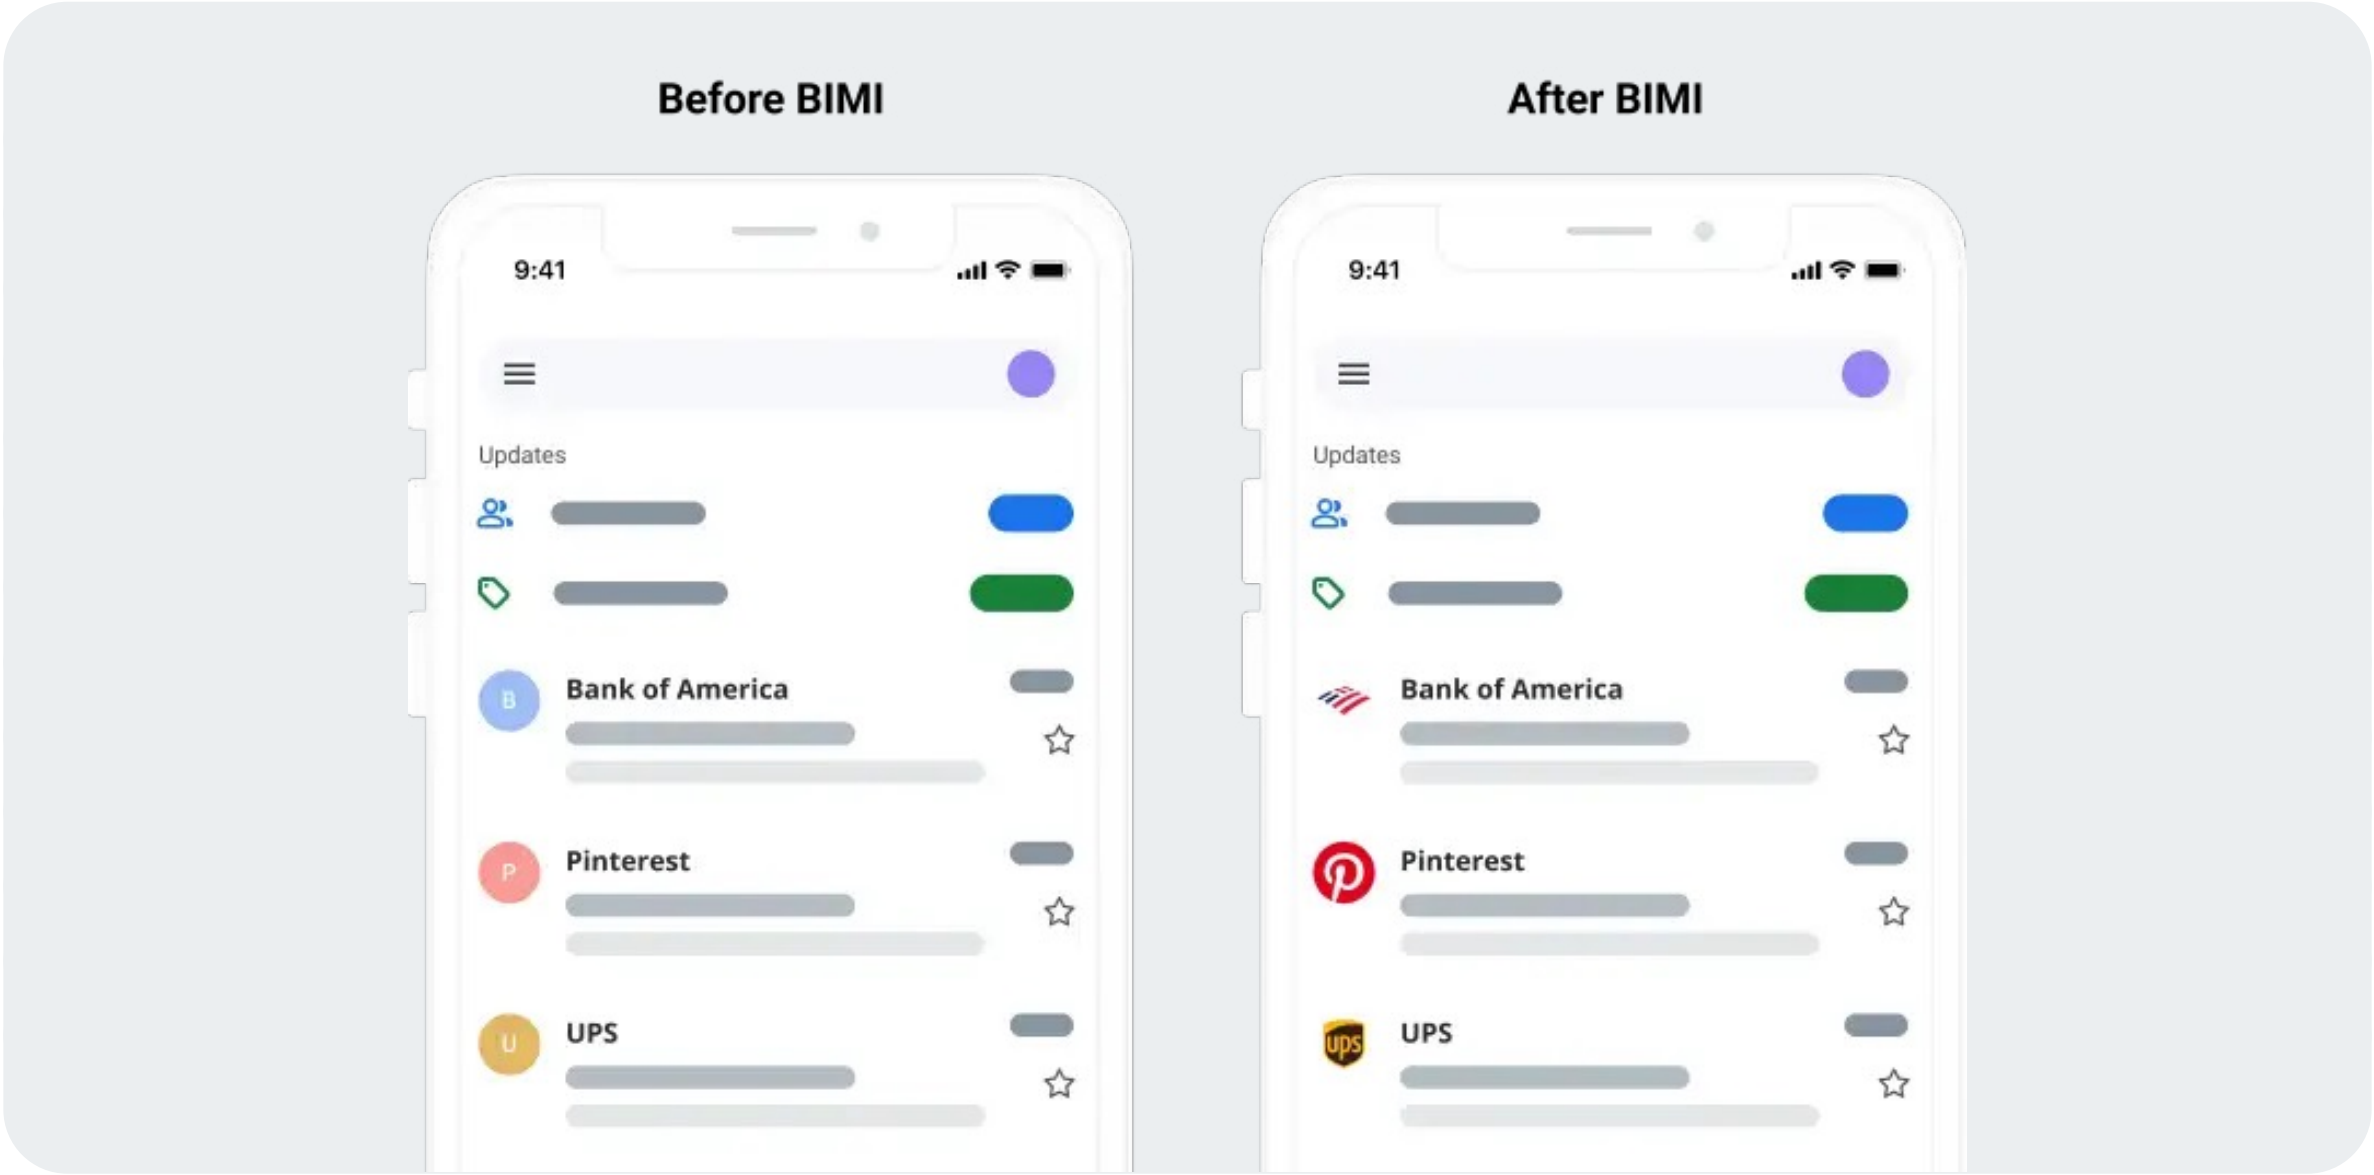 Before BIMI
9:41
Updates
B
Bank of America
P
Pinterest
U
UPS
After BIMI
9:41
Updates
Bank of America
Pinterest
ups
UPS